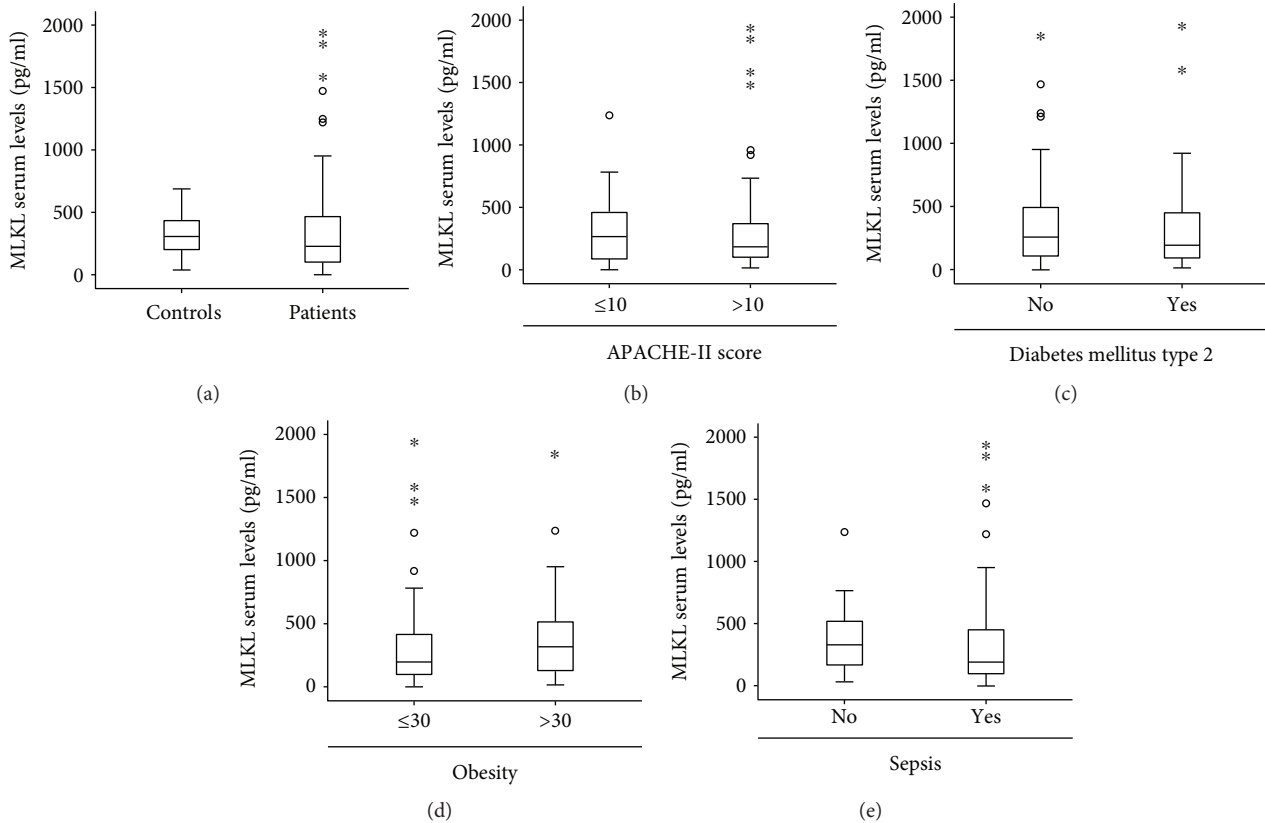 MLKL serum levels (pg/ml)
2000
1500
1000
500
0
Controls Patients
(a)
MLKL serum levels (pg/ml)
2000
1500
1000
500
0
≤10 >10
APACHE-II score
(b)
MLKL serum levels (pg/ml)
2000
1500
1000
500
0
No Yes
Diabetes mellitus type 2
(c)
MLKL serum levels (pg/ml)
2000
1500
1000
500
0
≤30 >30
Obesity
(d)
MLKL serum levels (pg/ml)
2000
1500
1000
500
0
No Yes
Sepsis
(e)